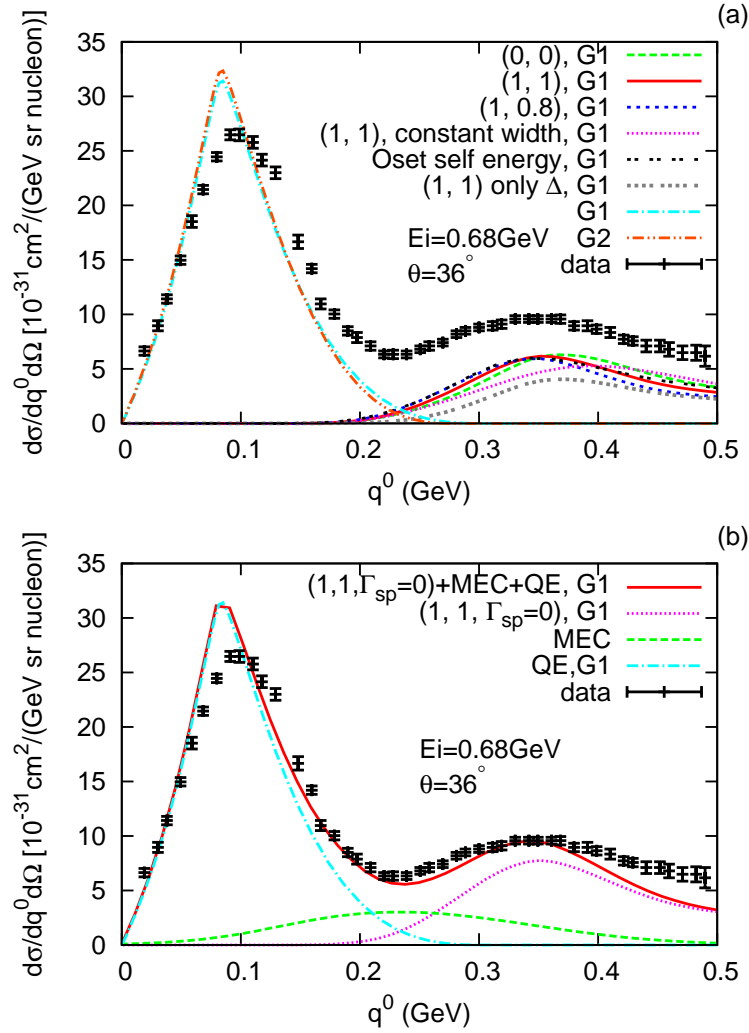 (a)
dσ/dq⁰dΩ [10⁻³¹cm²/(GeV sr nucleon)]
35
30
25
20
15
10
5
0
(0, 0), G1
(1, 1), G1
(1, 0.8), G1
(1, 1), constant width, G1
Oset self energy, G1
(1, 1) only Δ, G1
G1
G2
data
Ei=0.68GeV
θ=36°
0 0.1 0.2 0.3 0.4 0.5
q⁰ (GeV)
(b)
dσ/dq⁰dΩ [10⁻³¹cm²/(GeV sr nucleon)]
35
30
25
20
15
10
5
0
(1,1,Γsp=0)+MEC+QE, G1
(1, 1, Γsp=0), G1
MEC
QE,G1
data
Ei=0.68GeV
θ=36°
0 0.1 0.2 0.3 0.4 0.5
q⁰ (GeV)